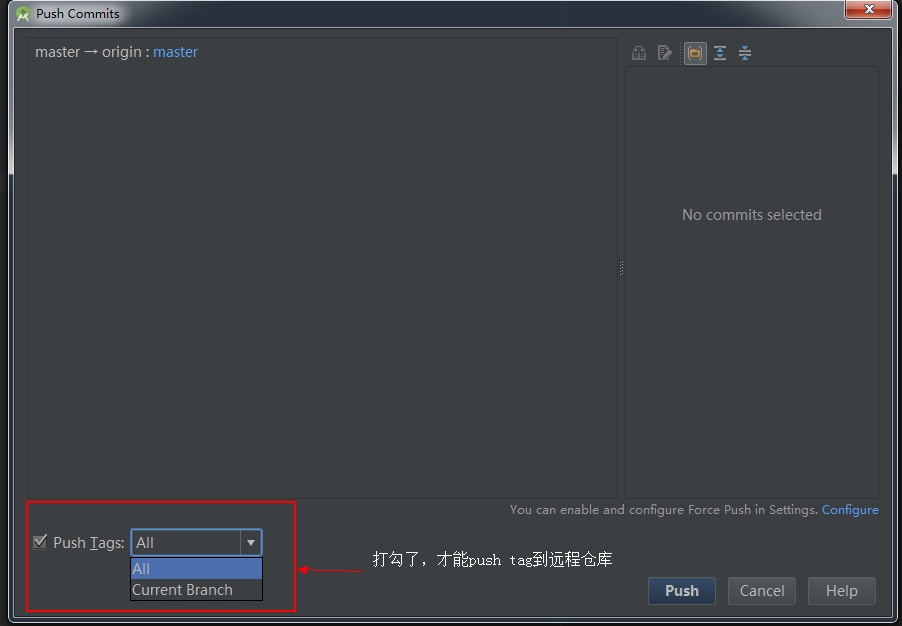 Push Commits
master → origin : master
No commits selected
You can enable and configure Force Push in Settings. Configure
Push Tags: All
All
Current Branch
打勾了，才能push tag到远程仓库
Push Cancel Help